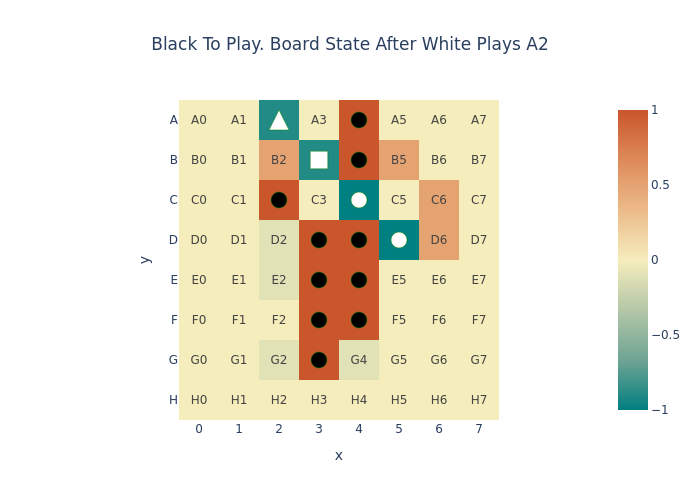 Black To Play. Board State After White Plays A2
A A0 A1 A3 A5 A6 A7
B B0 B1 B2 B5 B6 B7
C C0 C1 C3 C5 C6 C7
D D0 D1 D2 D6 D7
E E0 E1 E2 E5 E6 E7
F F0 F1 F2 F5 F6 F7
G G0 G1 G2 G4 G5 G6 G7
H H0 H1 H2 H3 H4 H5 H6 H7
0 1 2 3 4 5 6 7
x
y
1
0.5
0
−0.5
−1